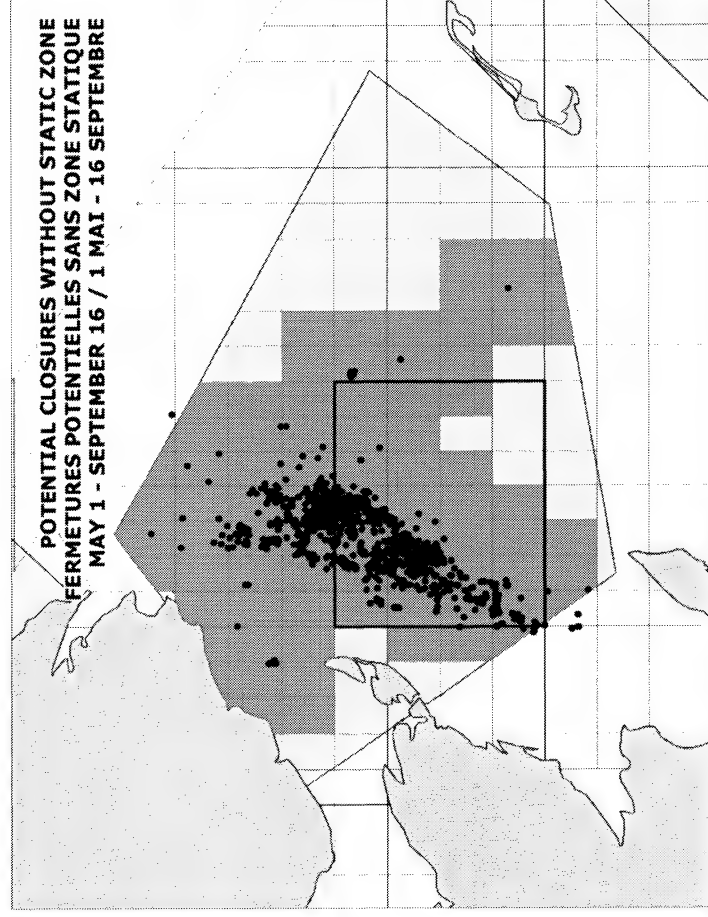 POTENTIAL CLOSURES WITHOUT STATIC ZONE
FERMETURES POTENTIELLES SANS ZONE STATIQUE
MAY 1 - SEPTEMBER 16 / 1 MAI - 16 SEPTEMBRE